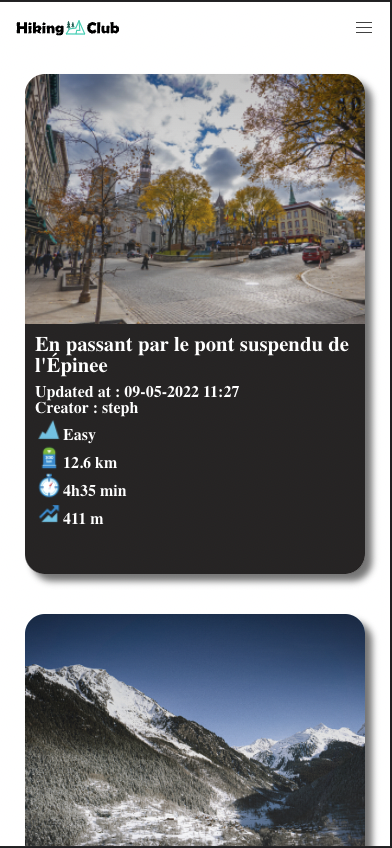 Hiking Club
En passant par le pont suspendu de
l'Épinee
Updated at : 09-05-2022 11:27
Creator : steph
Easy
12.6 km
4h35 min
411 m